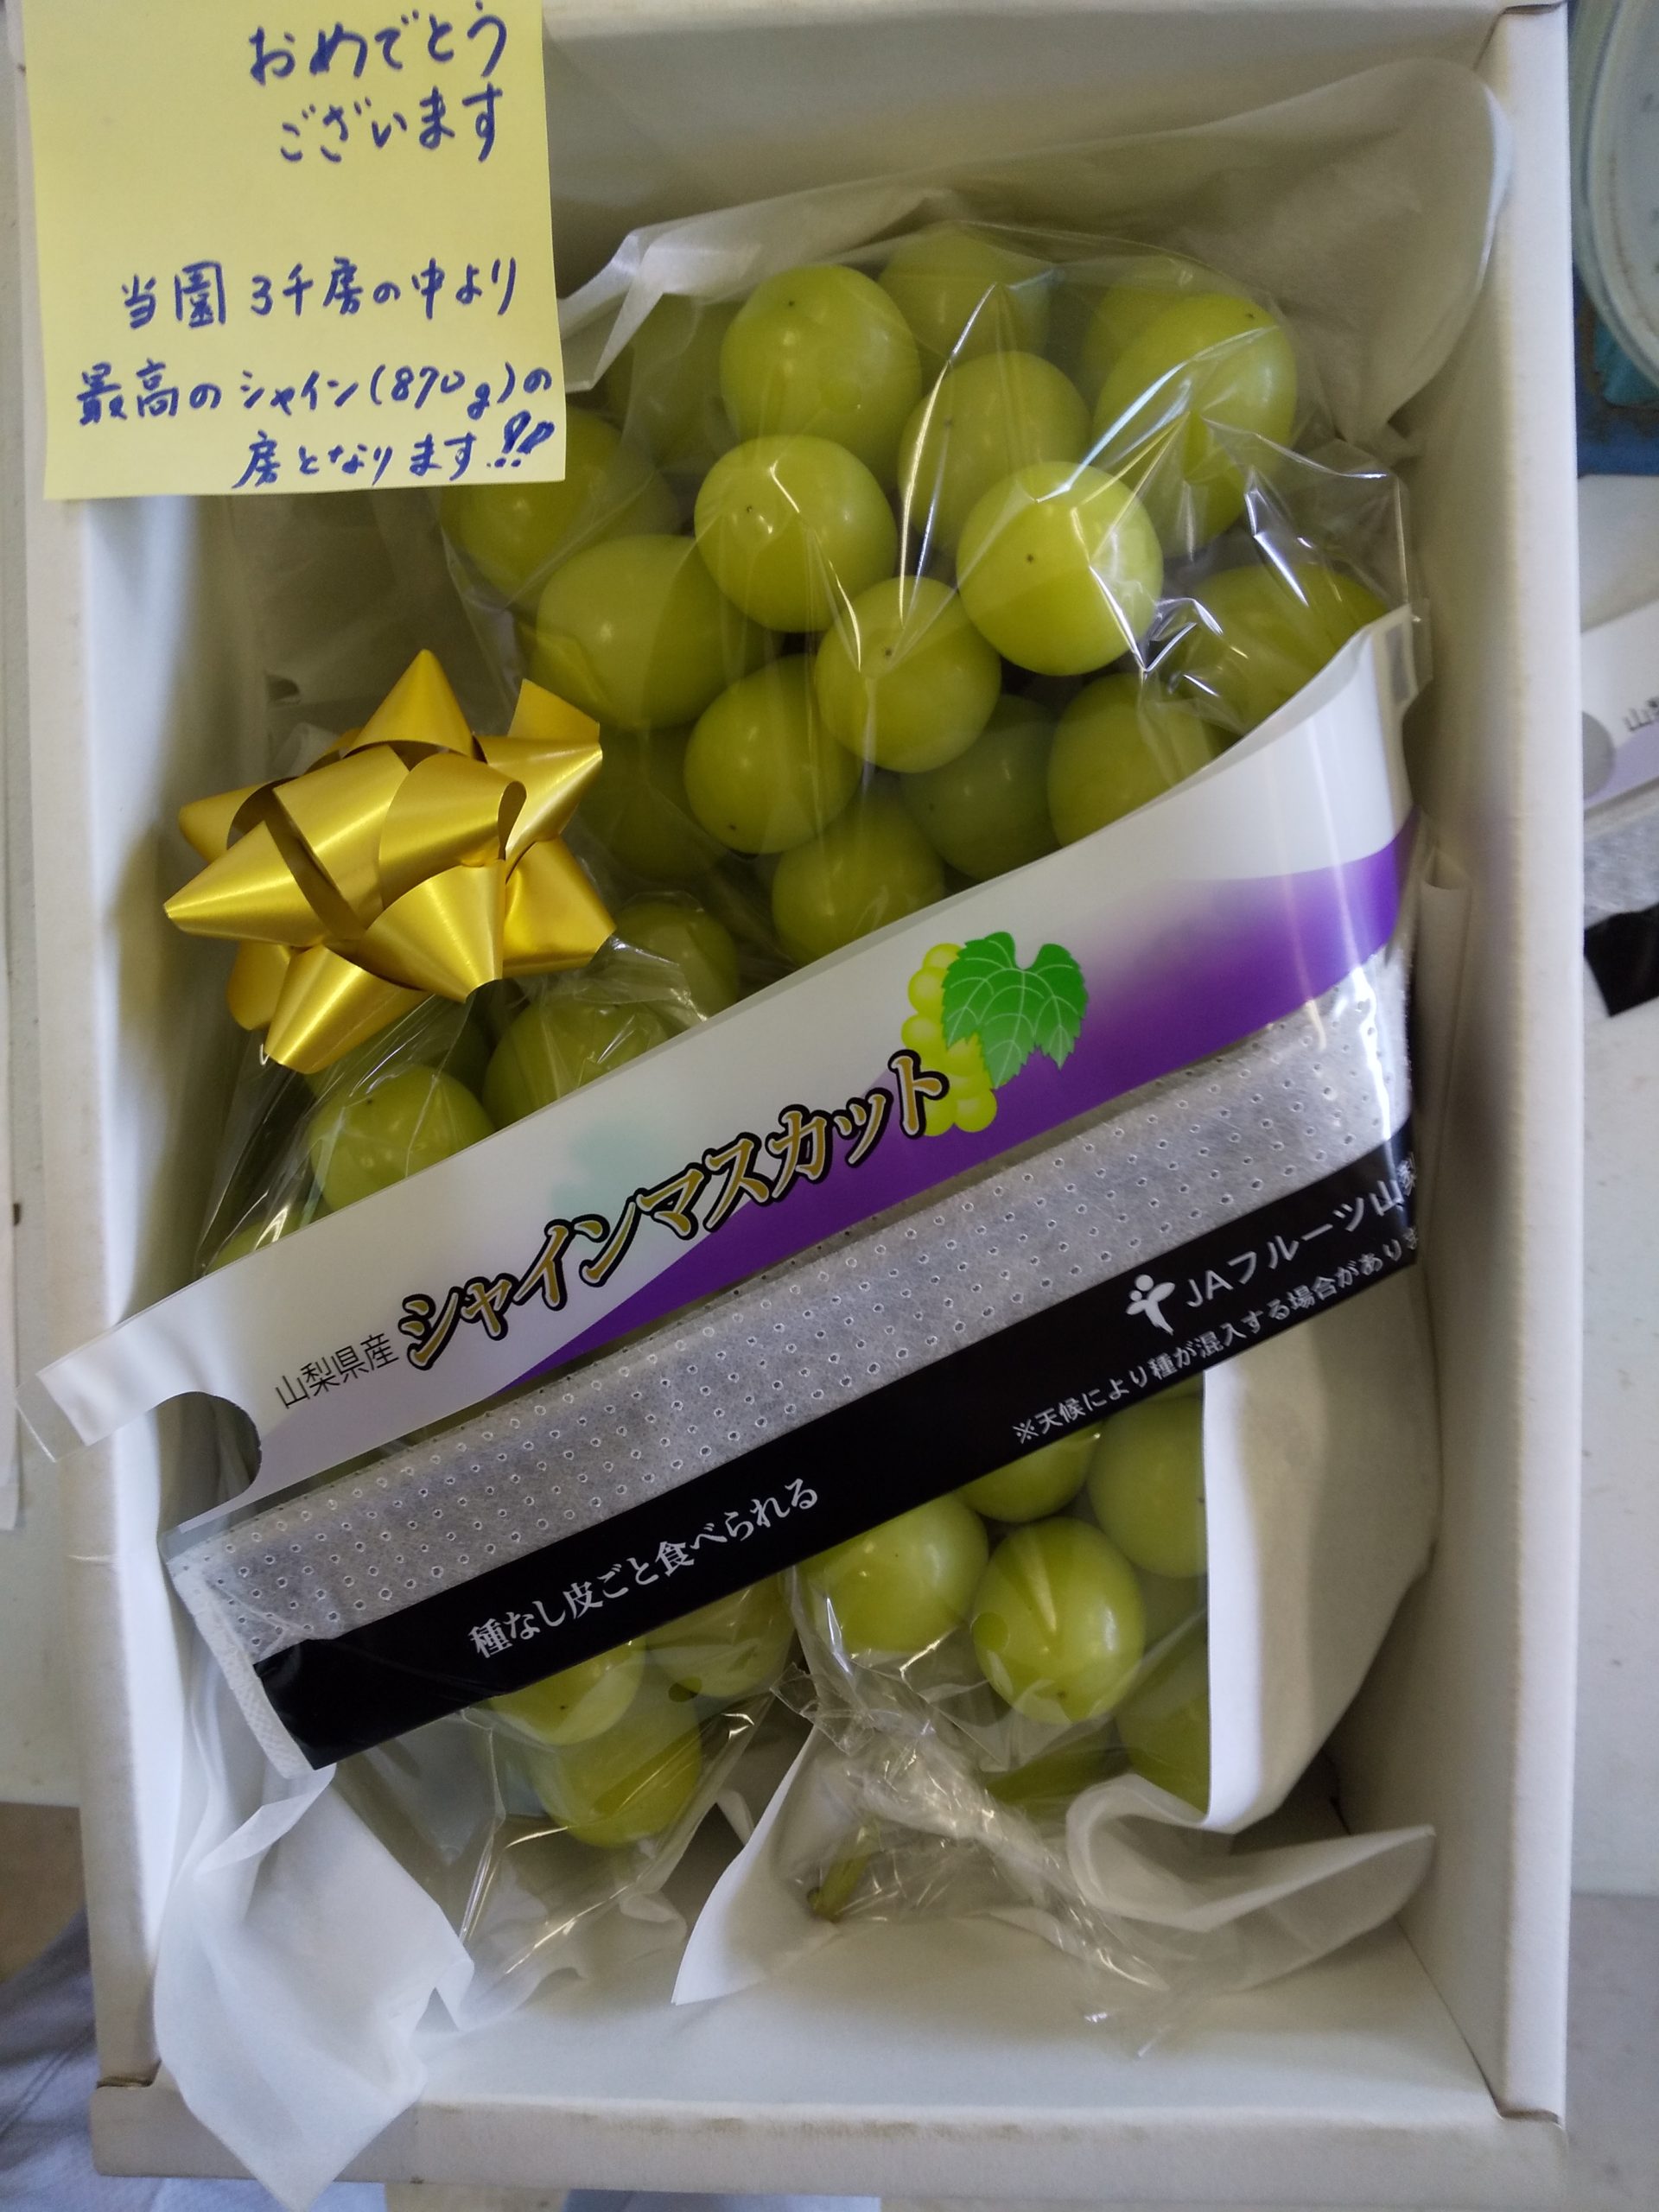 おめでとう
ございます
当園 3千房の中より
最高のシャイン(870g)の
房となります!!
山梨県産 シャインマスカット
JAフルーツ山梨
※天候により種が混入する場合があります
種なし皮ごと食べられる